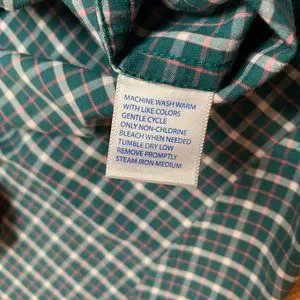 MACHINE WASH WARM
WITH LIKE COLORS
GENTLE CYCLE
ONLY NON-CHLORINE
BLEACH WHEN NEEDED
TUMBLE DRY LOW
REMOVE PROMPTLY
STEAM IRON MEDIUM